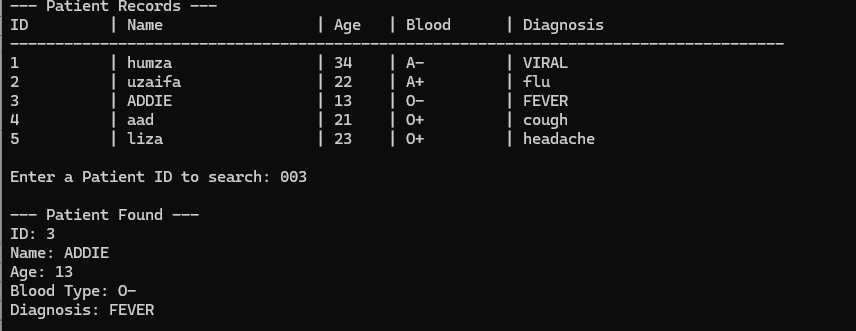 --- Patient Records ---
ID         | Name                  | Age   | Blood      | Diagnosis
--------------------------------------------------------------------------------------
1          | humza                 | 34    | A-         | VIRAL
2          | uzaifa                | 22    | A+         | flu
3          | ADDIE                 | 13    | O-         | FEVER
4          | aad                   | 21    | O+         | cough
5          | liza                  | 23    | O+         | headache
Enter a Patient ID to search: 003
--- Patient Found ---
ID: 3
Name: ADDIE
Age: 13
Blood Type: O-
Diagnosis: FEVER